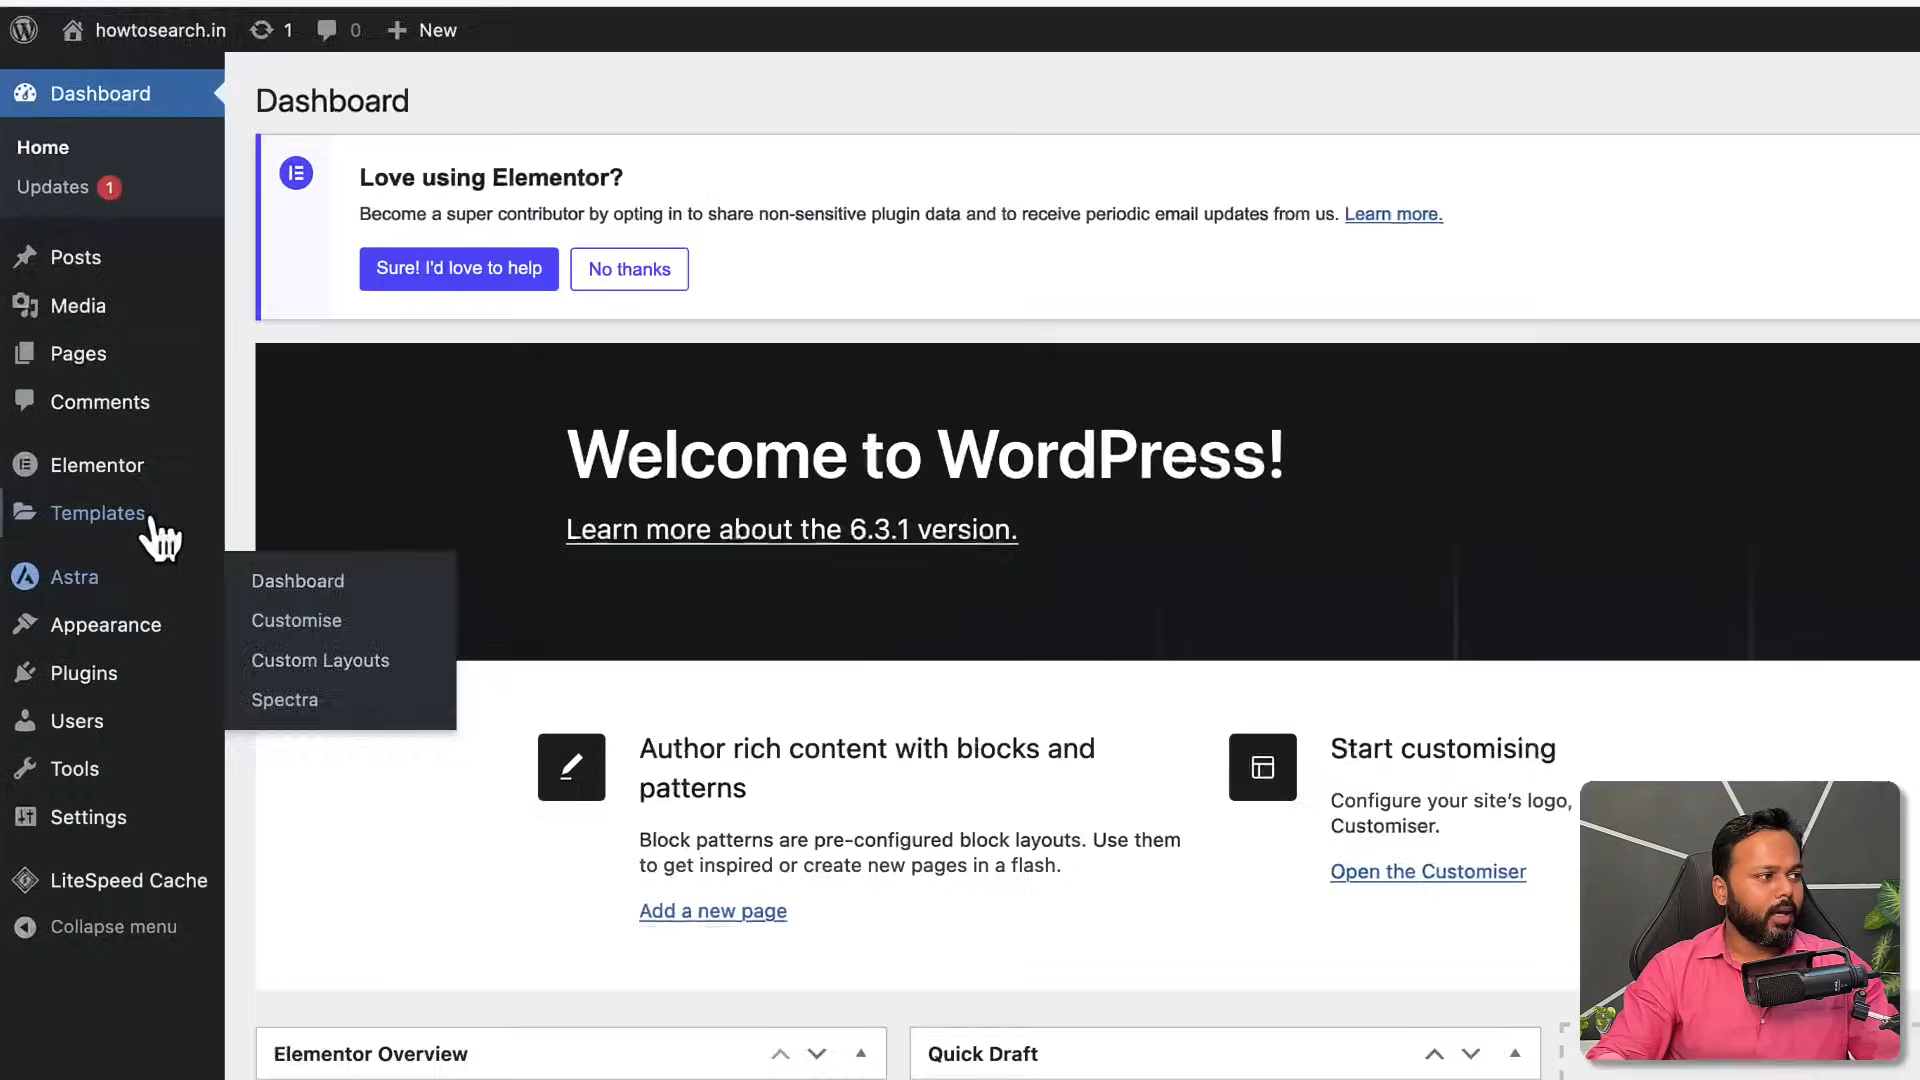 howtosearch.in 1 0 New
Dashboard
Home
Updates 1
Posts
Media
Pages
Comments
Elementor
Templates
Astra
Appearance
Plugins
Users
Tools
Settings
LiteSpeed Cache
Collapse menu
Dashboard
Customise
Custom Layouts
Spectra
Dashboard
Love using Elementor?
Become a super contributor by opting in to share non-sensitive plugin data and to receive periodic email updates from us. Learn more.
Sure! I'd love to help No thanks
Welcome to WordPress!
Learn more about the 6.3.1 version.
Author rich content with blocks and
patterns
Block patterns are pre-configured block layouts. Use them
to get inspired or create new pages in a flash.
Add a new page
Start customising
Configure your site's logo,
Customiser.
Open the Customiser
Elementor Overview
Quick Draft